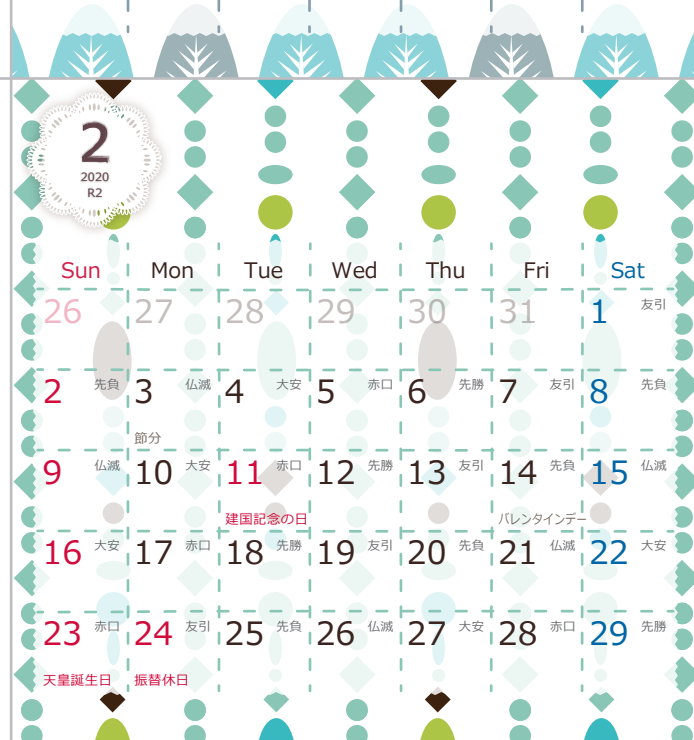 2
2020
R2
Sun Mon Tue Wed Thu Fri Sat
26 27 28 29 30 31 1 友引
2 先負 3 仏滅 4 大安 5 赤口 6 先勝 7 友引 8 先負
節分
9 仏滅 10 大安 11 赤口 12 先勝 13 友引 14 先負 15 仏滅
建国記念の日 バレンタインデー
16 大安 17 赤口 18 先勝 19 友引 20 先負 21 仏滅 22 大安
23 赤口 24 友引 25 先負 26 仏滅 27 大安 28 赤口 29 先勝
天皇誕生日 振替休日